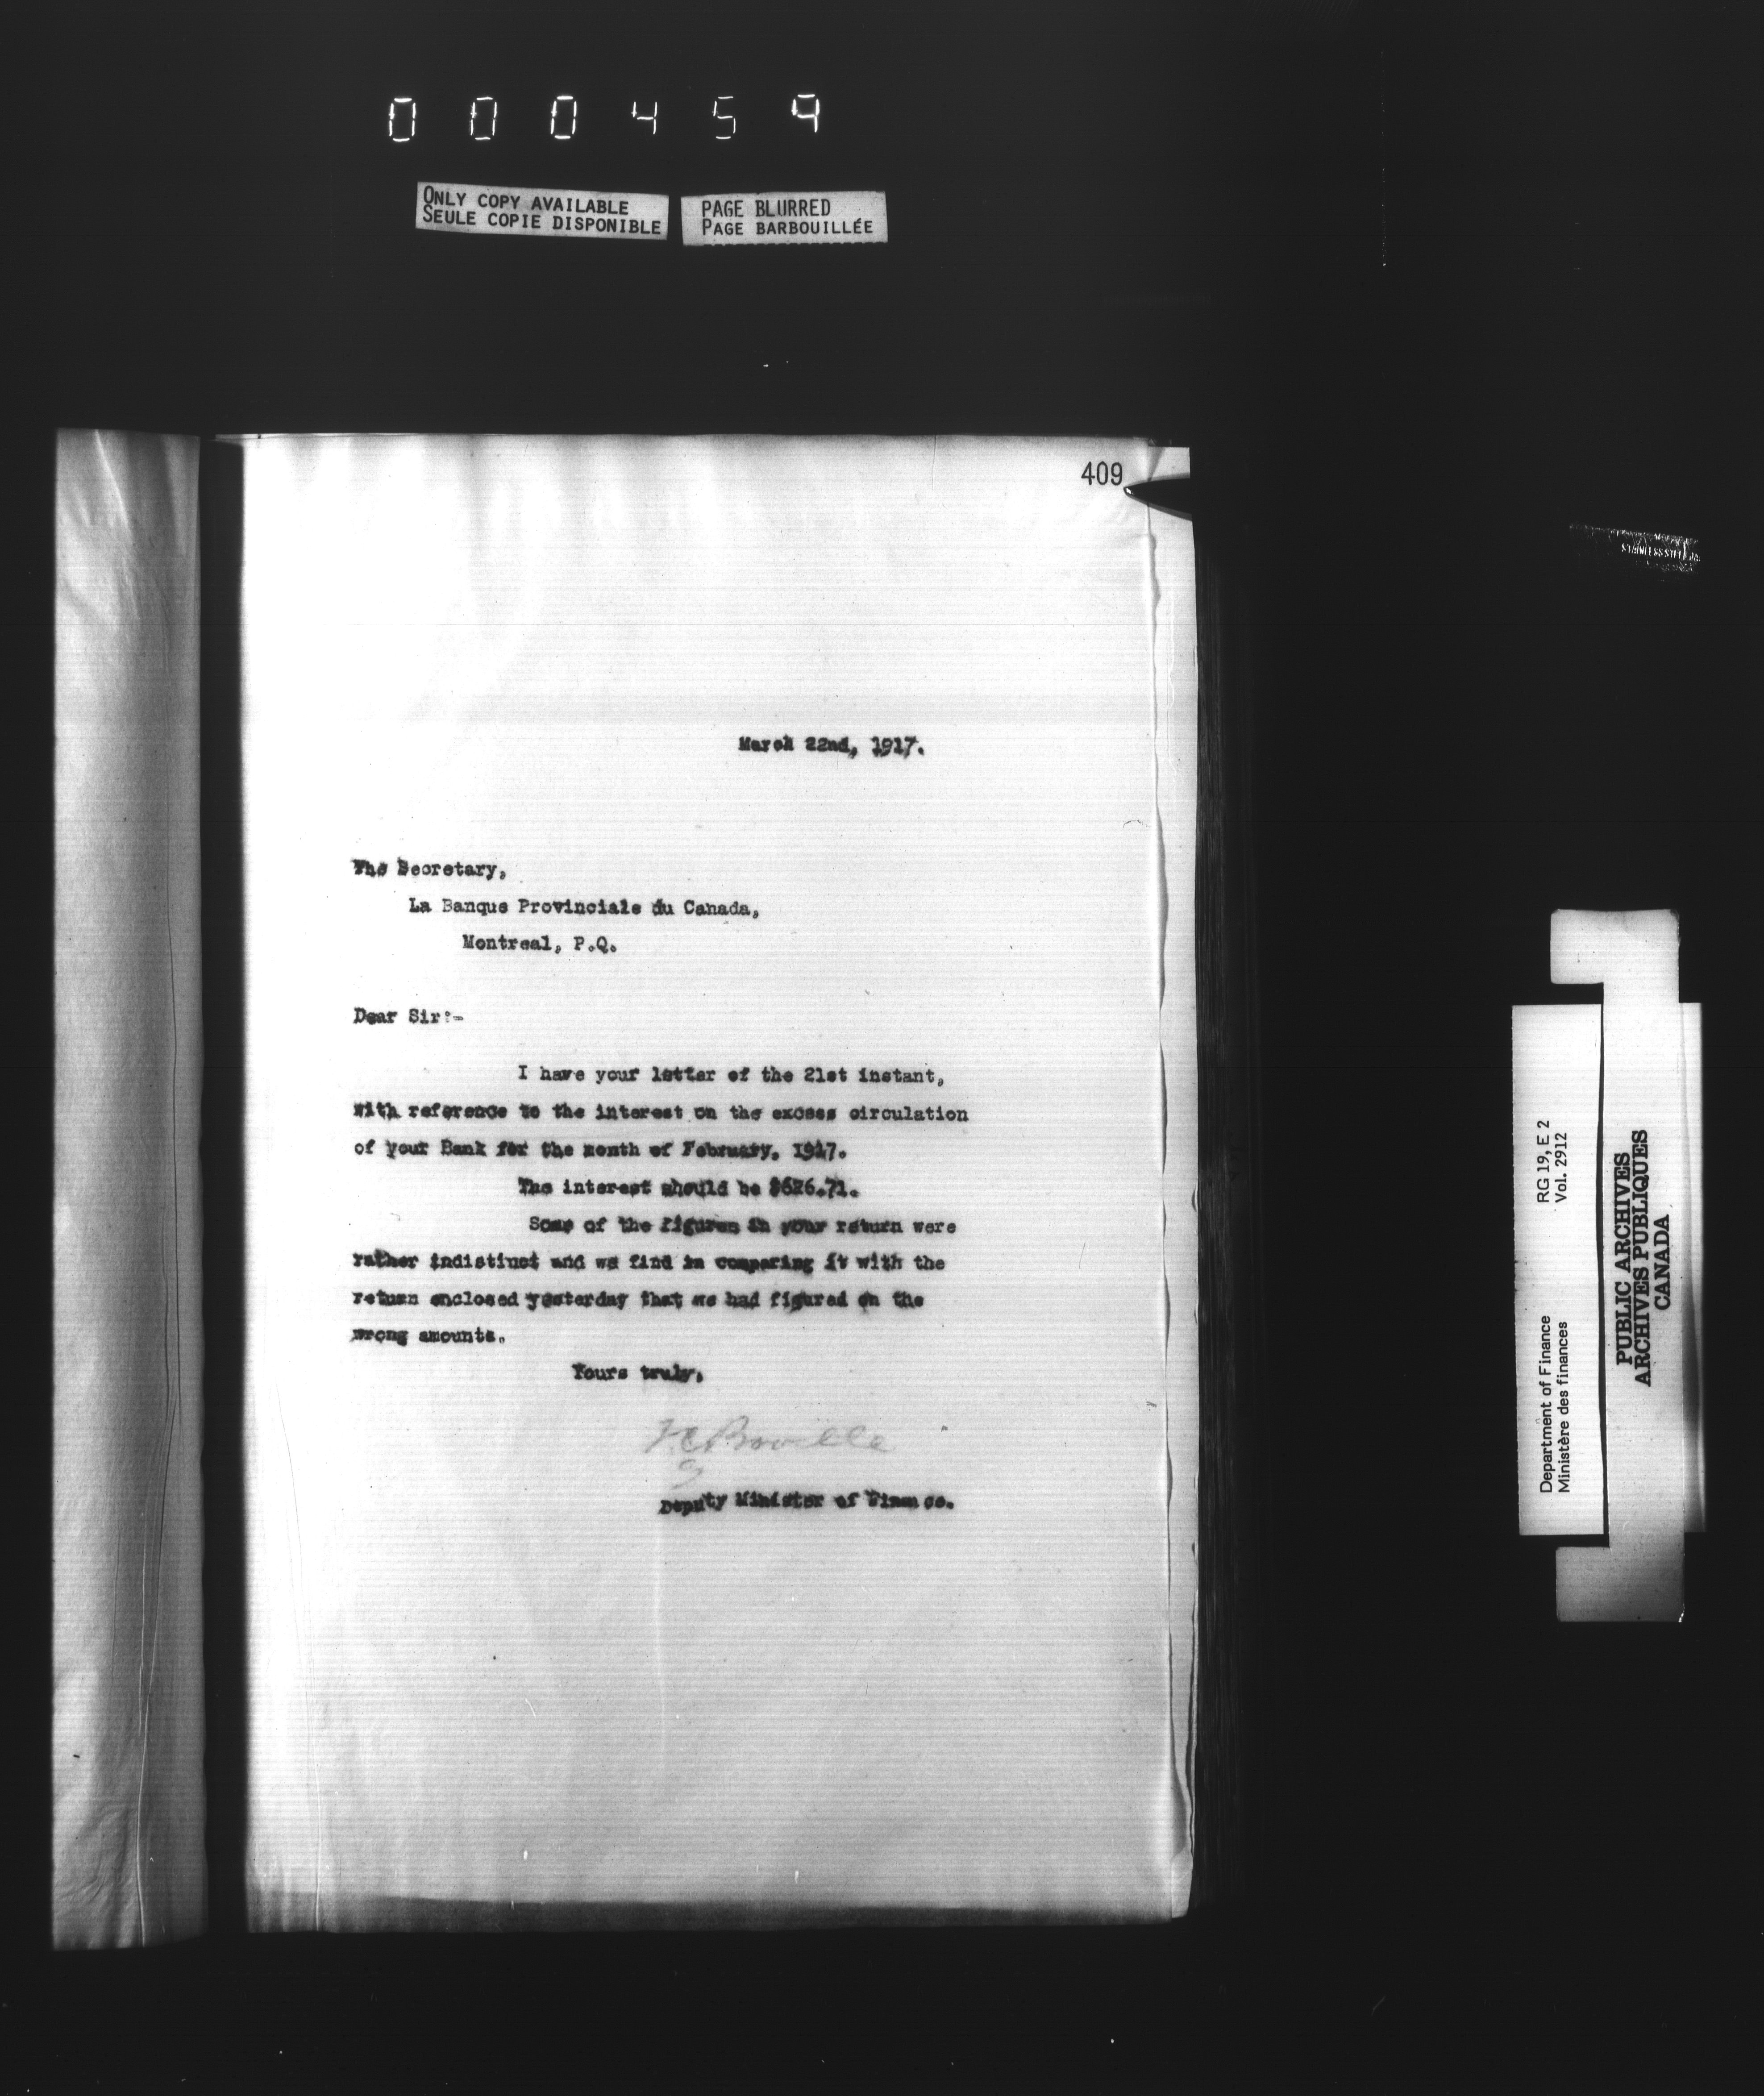 000459
ONLY COPY AVAILABLE
SEULE COPIE DISPONIBLE
PAGE BLURRED
PAGE BARBOUILLÉE
409
March 22nd, 1917.
The Secretary,
La Banque Provinciale du Canada,
Montreal, P.Q.
Dear Sir:-
I have your letter of the 21st instant,
with reference to the interest on the excess circulation
of your Bank for the month of February, 1917.
The interest should be $626.71.
Some of the figures in your return were
rather indistinct and we find in comparing it with the
return enclosed yesterday that we had figured on the
wrong amounts.
Yours truly,
Boville
Deputy Minister of Finance.
STAINLESS STEEL
Department of Finance
Ministère des finances
RG 19, E 2
Vol. 2912
PUBLIC ARCHIVES
ARCHIVES PUBLIQUES
CANADA